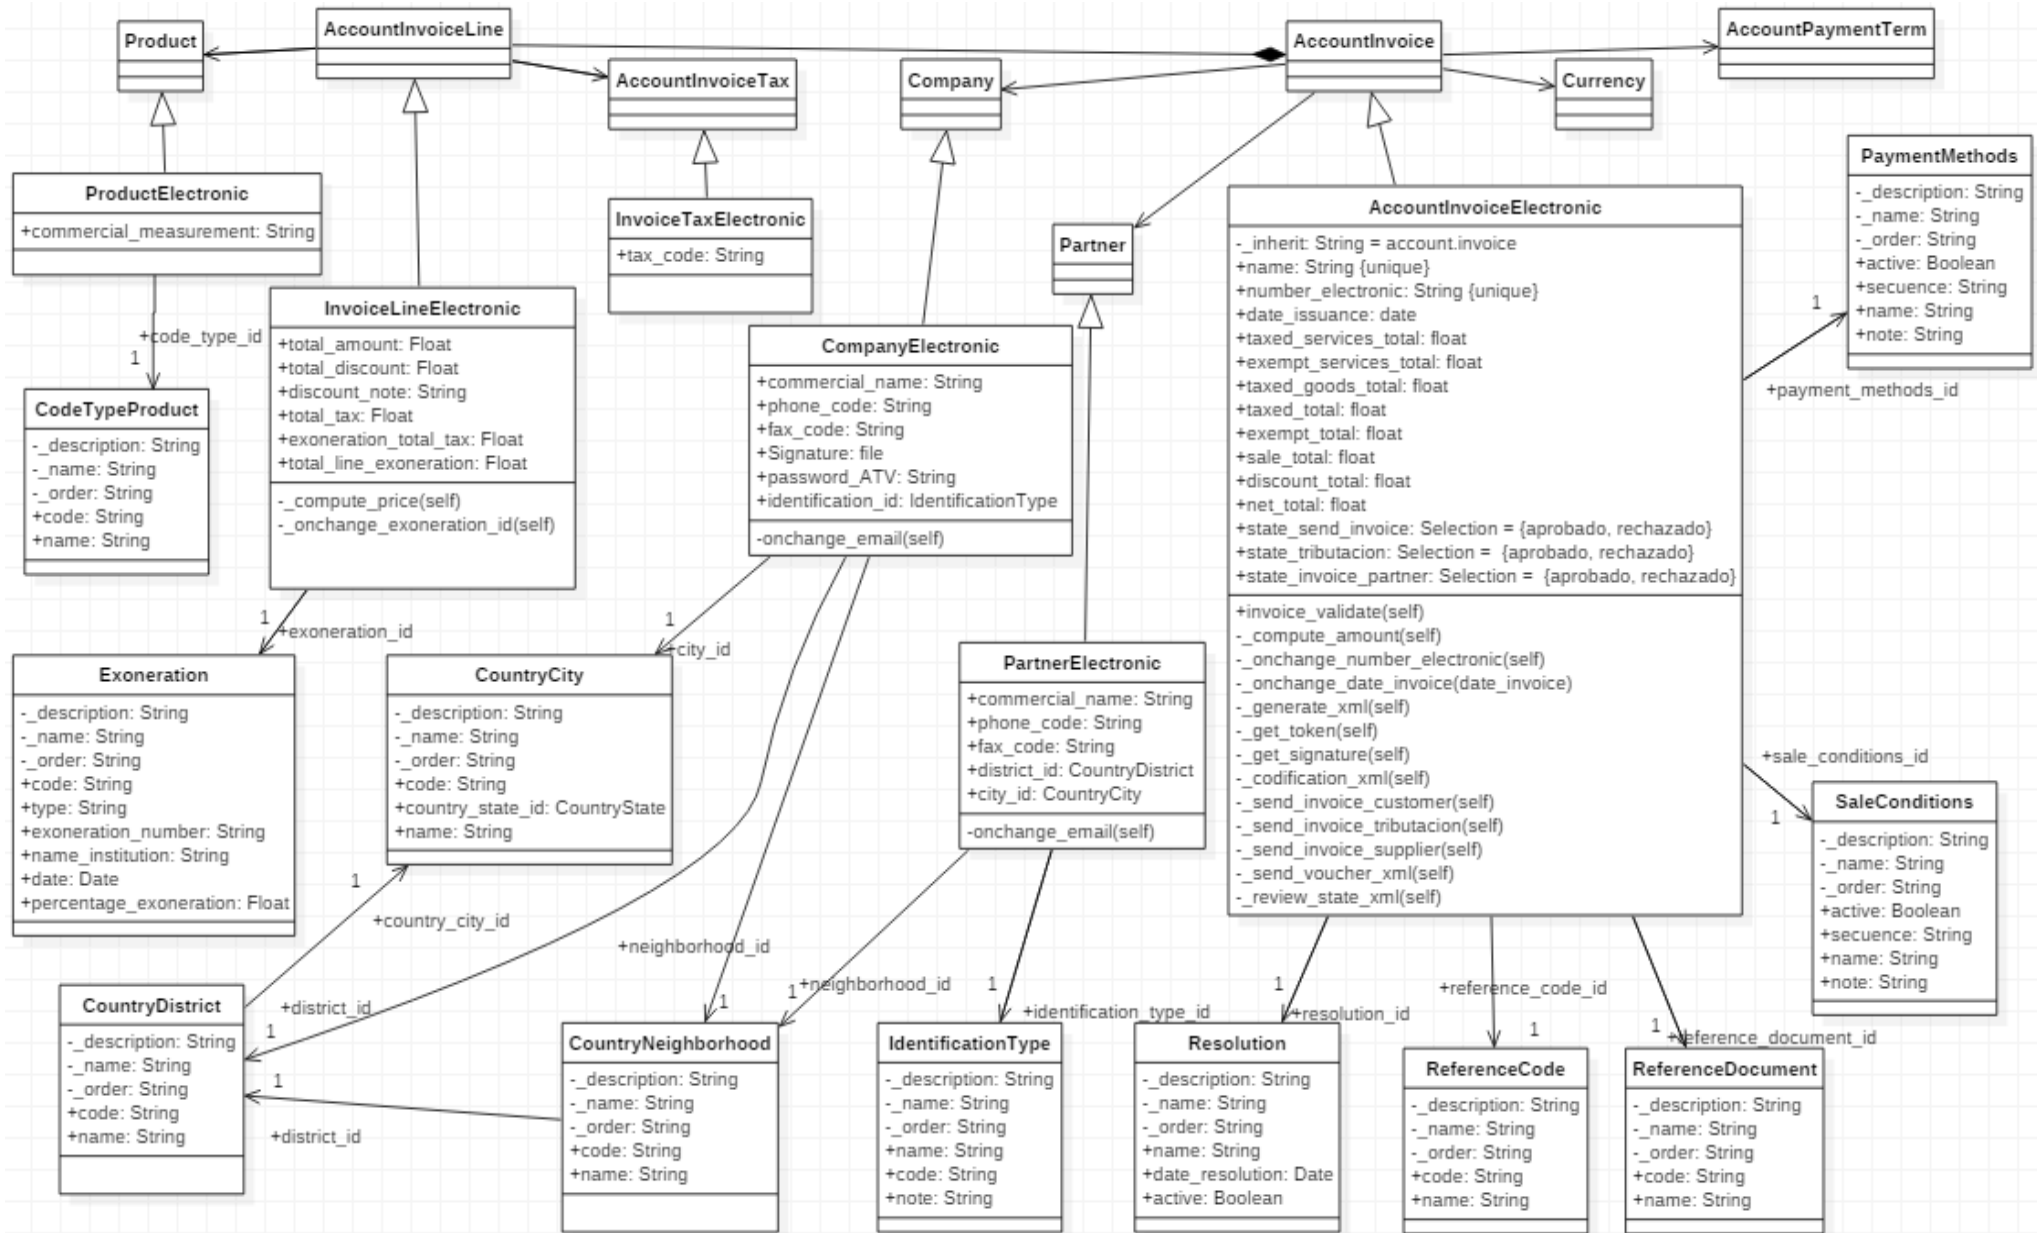 Product
AccountInvoiceLine
AccountInvoiceTax
Company
AccountInvoice
Currency
AccountPaymentTerm
ProductElectronic
+commercial_measurement: String
+code_type_id
1
CodeTypeProduct
-_description: String
-_name: String
-_order: String
+code: String
+name: String
InvoiceLineElectronic
+total_amount: Float
+total_discount: Float
+discount_note: String
+total_tax: Float
+exoneration_total_tax: Float
+total_line_exoneration: Float
-_compute_price(self)
-_onchange_exoneration_id(self)
1
+exoneration_id
InvoiceTaxElectronic
+tax_code: String
CompanyElectronic
+commercial_name: String
+phone_code: String
+fax_code: String
+Signature: file
+password_ATV: String
+identification_id: IdentificationType
-onchange_email(self)
1
+city_id
Partner
AccountInvoiceElectronic
-_inherit: String = account.invoice
+name: String {unique}
+number_electronic: String {unique}
+date_issuance: date
+taxed_services_total: float
+exempt_services_total: float
+taxed_goods_total: float
+taxed_total: float
+exempt_total: float
+sale_total: float
+discount_total: float
+net_total: float
+state_send_invoice: Selection = {aprobado, rechazado}
+state_tributacion: Selection =  {aprobado, rechazado}
+state_invoice_partner: Selection =  {aprobado, rechazado}
+invoice_validate(self)
-_compute_amount(self)
-_onchange_number_electronic(self)
-_onchange_date_invoice(date_invoice)
-_generate_xml(self)
-_get_token(self)
-_get_signature(self)
-_codification_xml(self)
-_send_invoice_customer(self)
-_send_invoice_tributacion(self)
-_send_invoice_supplier(self)
-_send_voucher_xml(self)
-_review_state_xml(self)
PaymentMethods
-_description: String
-_name: String
-_order: String
+active: Boolean
+secuence: String
+name: String
+note: String
1
+payment_methods_id
Exoneration
-_description: String
-_name: String
-_order: String
+code: String
+type: String
+exoneration_number: String
+name_institution: String
+date: Date
+percentage_exoneration: Float
CountryCity
-_description: String
-_name: String
-_order: String
+code: String
+country_state_id: CountryState
+name: String
1
+country_city_id
PartnerElectronic
+commercial_name: String
+phone_code: String
+fax_code: String
+district_id: CountryDistrict
+city_id: CountryCity
-onchange_email(self)
+sale_conditions_id
1
SaleConditions
-_description: String
-_name: String
-_order: String
+active: Boolean
+secuence: String
+name: String
+note: String
CountryDistrict
-_description: String
-_name: String
-_order: String
+code: String
+name: String
+district_id
1
1
+district_id
+neighborhood_id
1
1
+neighborhood_id
CountryNeighborhood
-_description: String
-_name: String
-_order: String
+code: String
+name: String
1
+identification_type_id
IdentificationType
-_description: String
-_name: String
-_order: String
+name: String
+code: String
+note: String
1
+resolution_id
Resolution
-_description: String
-_name: String
-_order: String
+name: String
+date_resolution: Date
+active: Boolean
+reference_code_id
1
ReferenceCode
-_description: String
-_name: String
-_order: String
+code: String
+name: String
1
+reference_document_id
ReferenceDocument
-_description: String
-_name: String
-_order: String
+code: String
+name: String